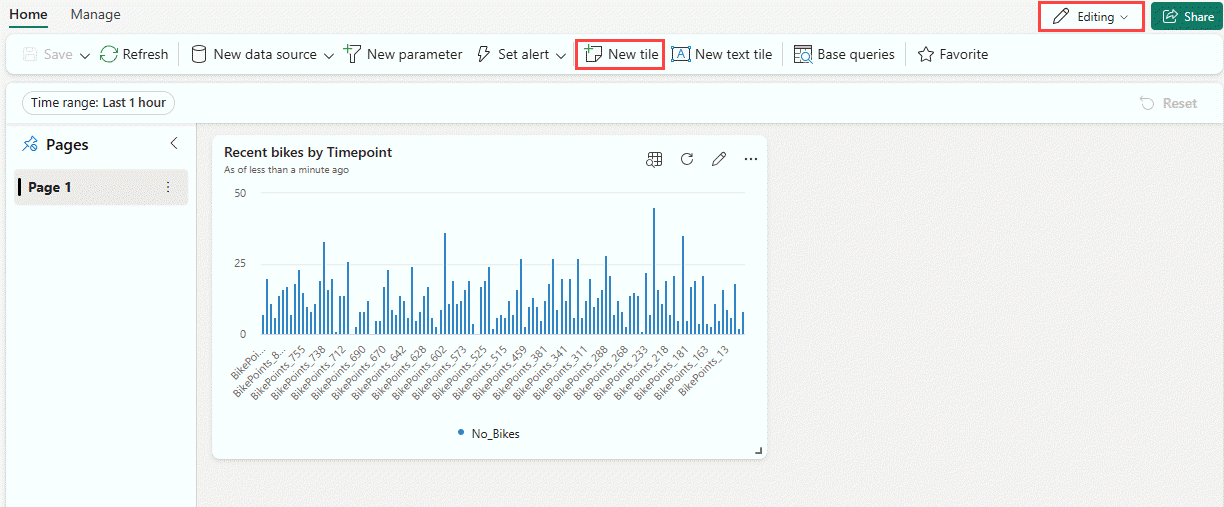 Home Manage Editing Share
Save Refresh New data source New parameter Set alert New tile New text tile Base queries Favorite
Time range: Last 1 hour Reset
Pages
Page 1
Recent bikes by Timepoint
As of less than a minute ago
50
25
0
BikePoi... BikePoints_8... BikePoints_755 BikePoints_738 BikePoints_712 BikePoints_690 BikePoints_670 BikePoints_642 BikePoints_628 BikePoints_602 BikePoints_573 BikePoints_525 BikePoints_515 BikePoints_459 BikePoints_381 BikePoints_341 BikePoints_311 BikePoints_288 BikePoints_268 BikePoints_233 BikePoints_218 BikePoints_181 BikePoints_163 BikePoints_13
No_Bikes